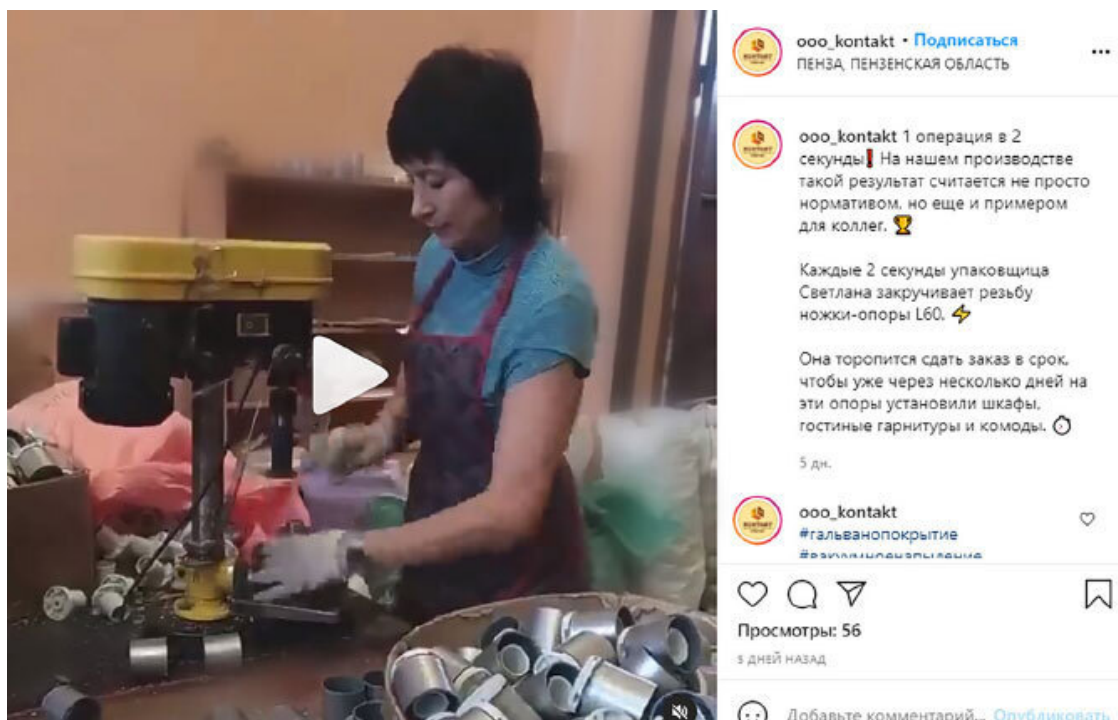 ooo_kontakt • Подписаться
ПЕНЗА, ПЕНЗЕНСКАЯ ОБЛАСТЬ
ooo_kontakt 1 операция в 2
секунды❗ На нашем производстве
такой результат считается не просто
нормативом, но еще и примером
для коллег. 🏆
Каждые 2 секунды упаковщица
Светлана закручивает резьбу
ножки-опоры L60. ⚡
Она торопится сдать заказ в срок,
чтобы уже через несколько дней на
эти опоры установили шкафы,
гостиные гарнитуры и комоды. ⏱
5 дн.
ooo_kontakt
#гальванопокрытие
#вакуумноенапыление
Просмотры: 56
5 ДНЕЙ НАЗАД
Добавьте комментарий... Опубликовать